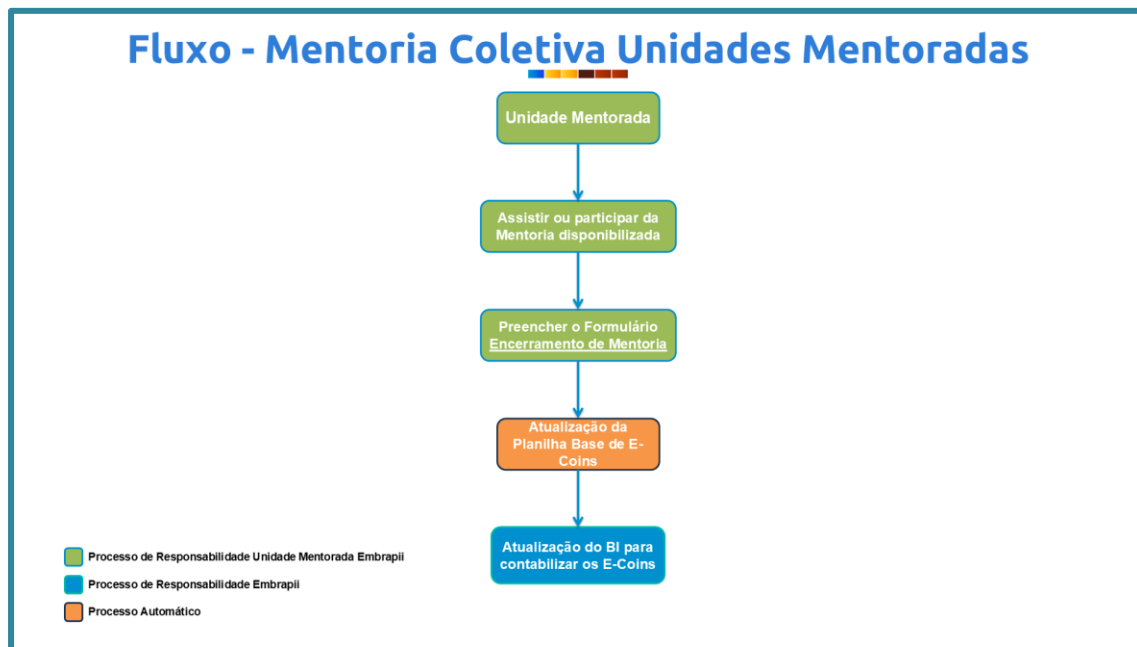 Fluxo - Mentoria Coletiva Unidades Mentoradas
Unidade Mentorada
Assistir ou participar da
Mentoria disponibilizada
Preencher o Formulário
Encerramento de Mentoria
Atualização da
Planilha Base de E-
Coins
Atualização do BI para
contabilizar os E-Coins
Processo de Responsabilidade Unidade Mentorada Embrapii
Processo de Responsabilidade Embrapii
Processo Automático